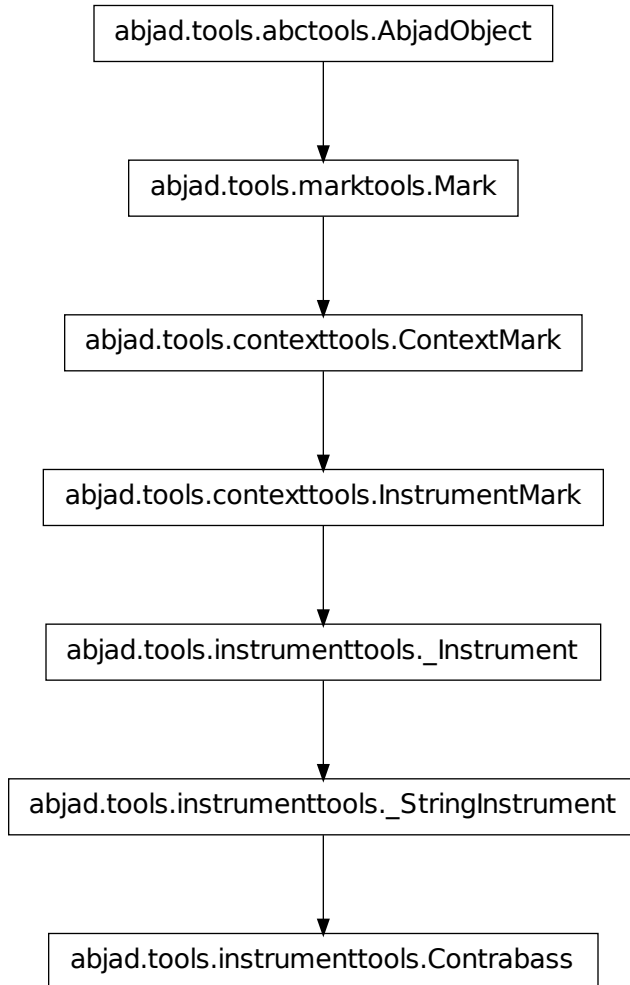 abjad.tools.abctools.AbjadObject
abjad.tools.marktools.Mark
abjad.tools.contexttools.ContextMark
abjad.tools.contexttools.InstrumentMark
abjad.tools.instrumenttools._Instrument
abjad.tools.instrumenttools._StringInstrument
abjad.tools.instrumenttools.Contrabass